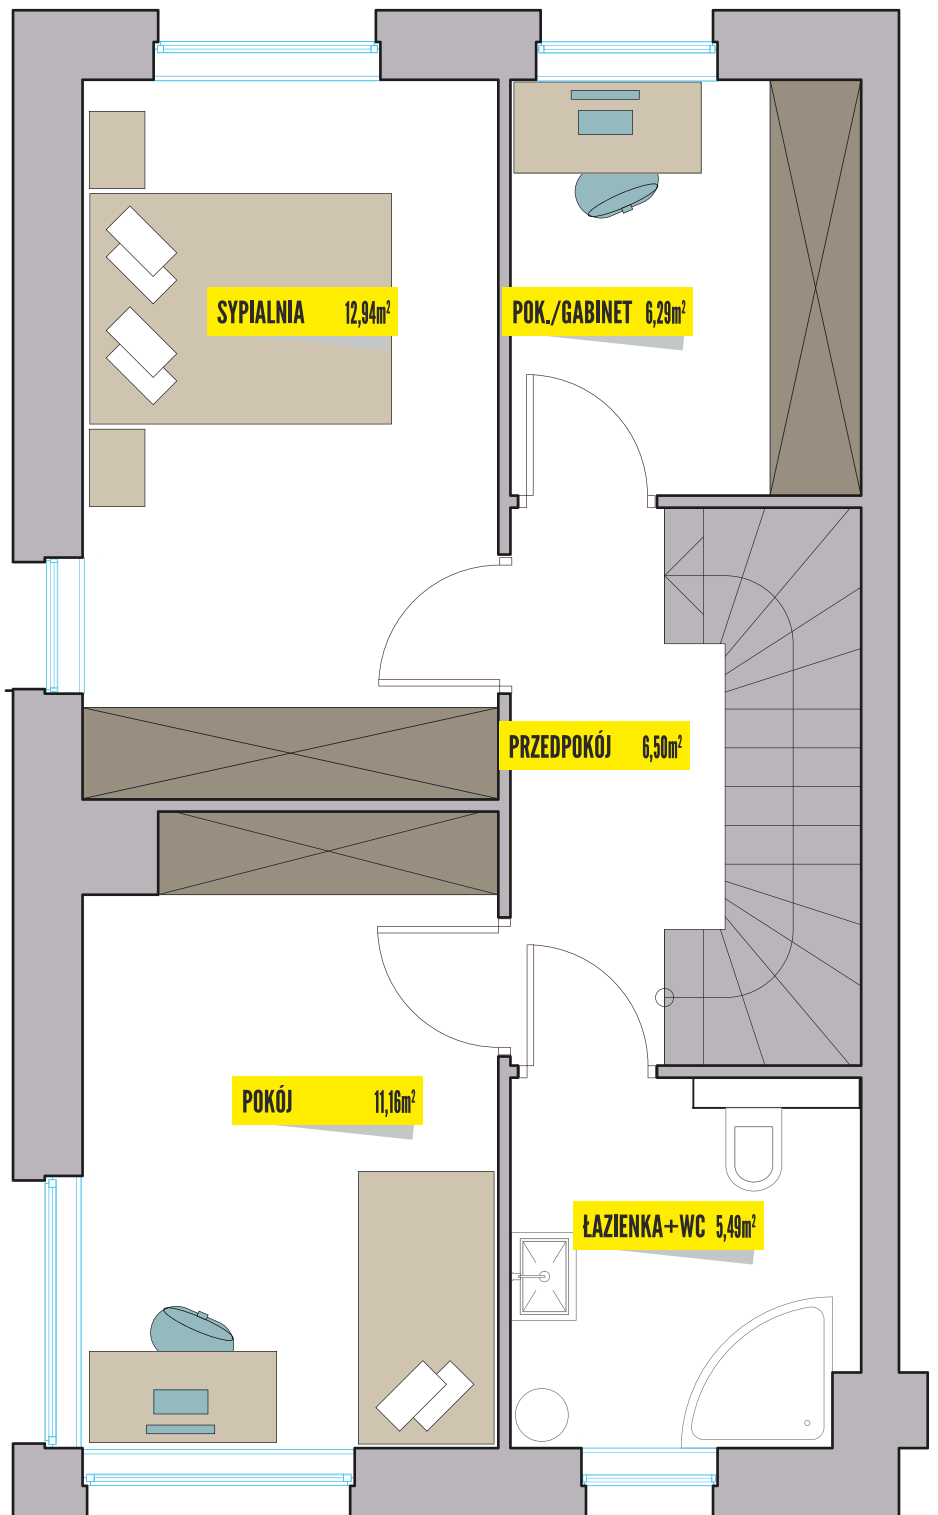 SYPIALNIA 12,94m²
POK./GABINET 6,29m²
PRZEDPOKÓJ 6,50m²
POKÓJ 11,16m²
ŁAZIENKA+WC 5,49m²